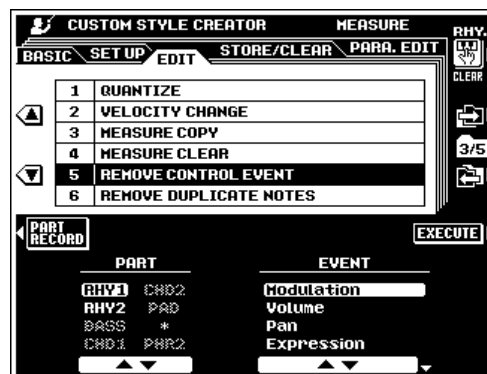 CUSTOM STYLE CREATOR MEASURE
RHY.
BASIC SET UP EDIT STORE/CLEAR PARA. EDIT
CLEAR
1 QUANTIZE
2 VELOCITY CHANGE
3 MEASURE COPY
4 MEASURE CLEAR
3/5
5 REMOVE CONTROL EVENT
6 REMOVE DUPLICATE NOTES
PART RECORD
EXECUTE
PART EVENT
RHY1 CHD2 Modulation
RHY2 PAD Volume
BASS * Pan
CHD1 PHR2 Expression